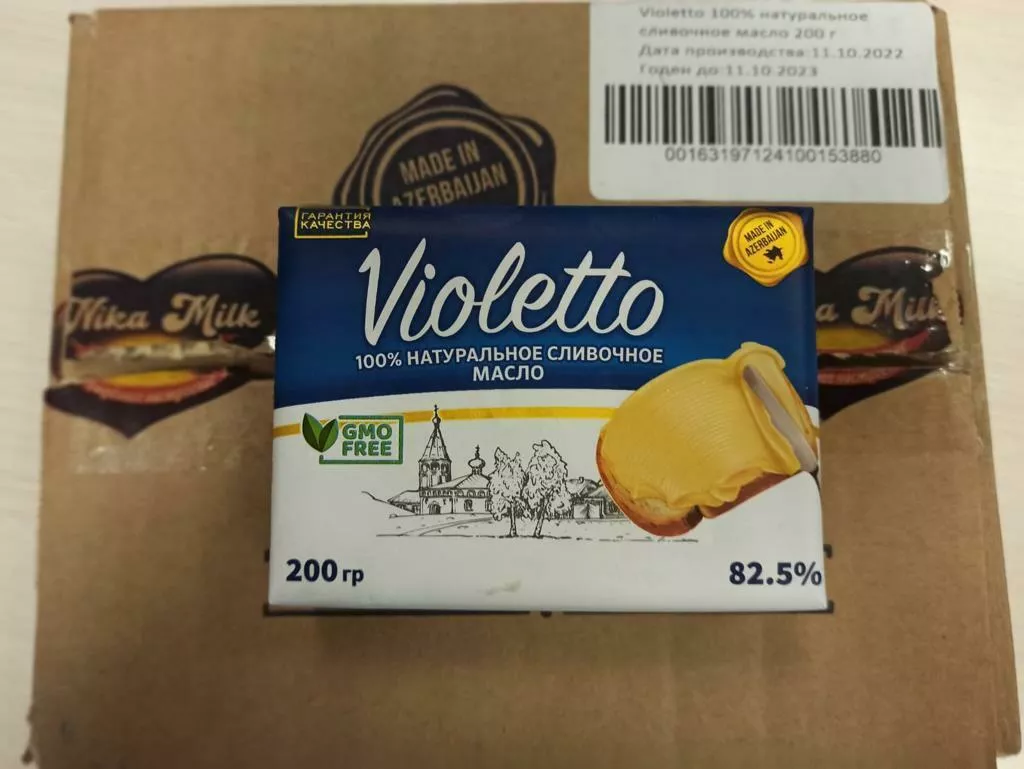 Violetto 100% натуральное
сливочное масло 200 г
Дата производства:11.10.2022
Годен до:11.10.2023
00163197124100153880
MADE IN
AZERBAIJAN
Nika Milk
a Milk
ГАРАНТИЯ
КАЧЕСТВА
MADE IN
AZERBAIJAN
Violetto
100% НАТУРАЛЬНОЕ СЛИВОЧНОЕ
МАСЛО
GMO
FREE
200 гр
82.5%